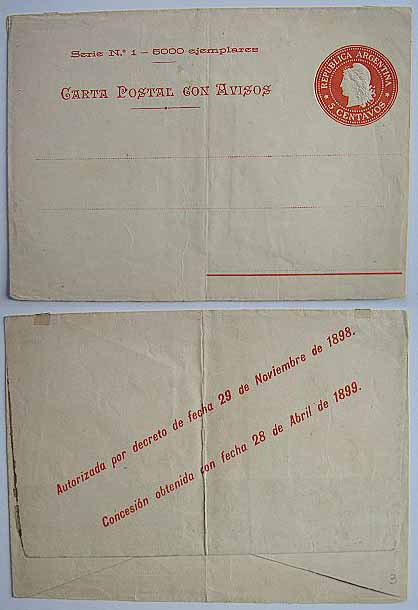 Serie N.º 1 – 5000 ejemplares
CARTA POSTAL CON AVISOS
REPUBLICA ARGENTINA
5 CENTAVOS
Autorizada por decreto de fecha 29 de Noviembre de 1898.
Concesión obtenida con fecha 28 de Abril de 1899.
3